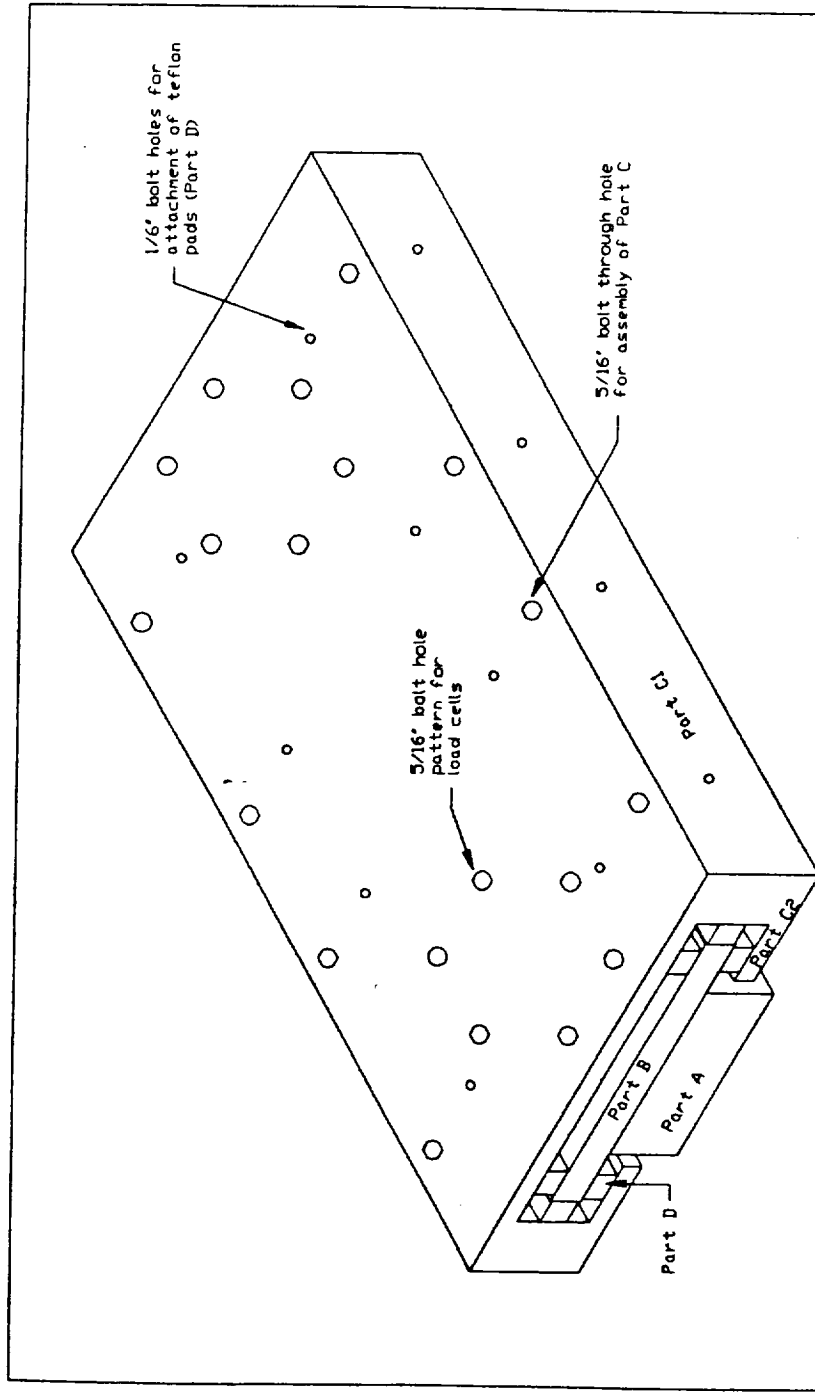 1/6" bolt holes for
attachment of teflon
pads (Part D)
5/16" bolt through hole
for assembly of Part C
5/16" bolt hole
pattern for
load cells
Part C1
Part C2
Part B
Part A
Part D